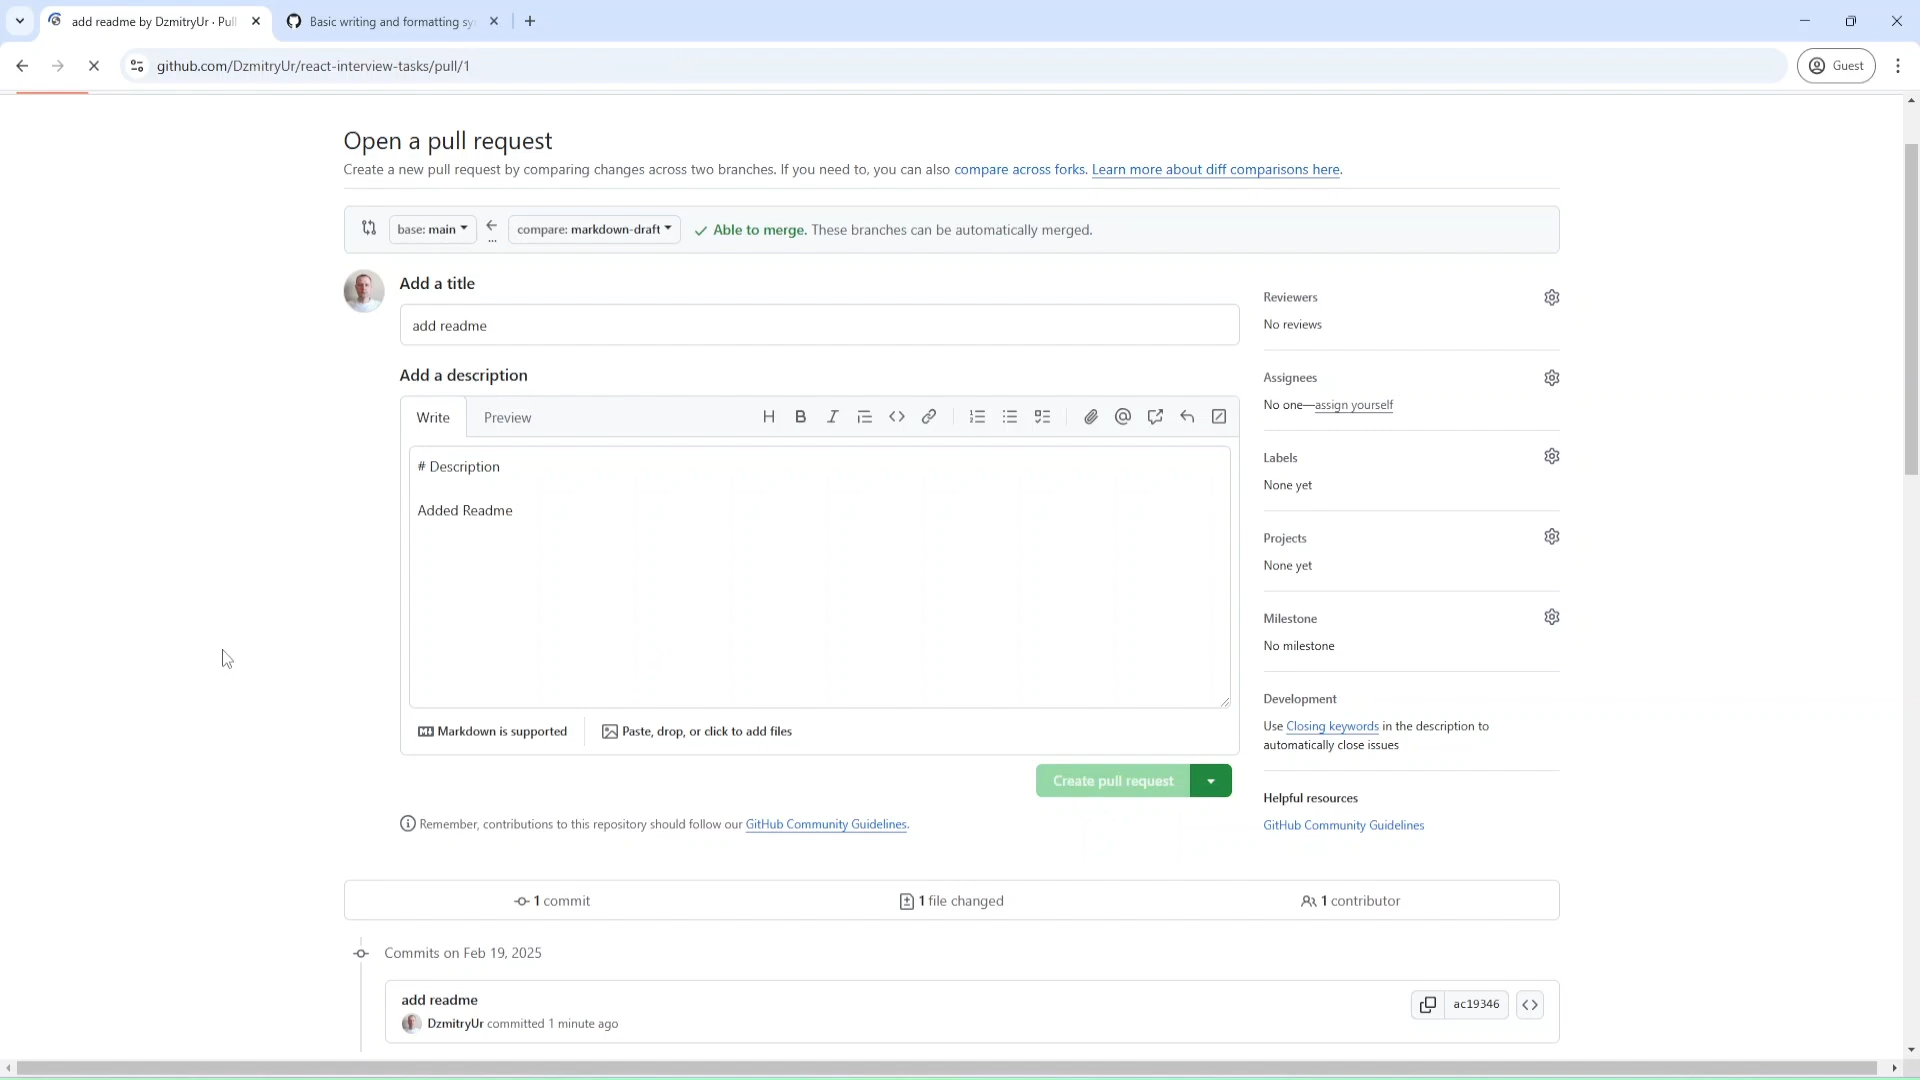 add readme by DzmitryUr · Pull
Basic writing and formatting sy
github.com/DzmitryUr/react-interview-tasks/pull/1
Guest
Open a pull request
Create a new pull request by comparing changes across two branches. If you need to, you can also compare across forks. Learn more about diff comparisons here.
base: main
...
compare: markdown-draft
Able to merge. These branches can be automatically merged.
Add a title
add readme
Add a description
Write
Preview
# Description
Added Readme
Markdown is supported
Paste, drop, or click to add files
Create pull request
Remember, contributions to this repository should follow our GitHub Community Guidelines.
Reviewers
No reviews
Assignees
No one—assign yourself
Labels
None yet
Projects
None yet
Milestone
No milestone
Development
Use Closing keywords in the description to
automatically close issues
Helpful resources
GitHub Community Guidelines
1 commit
1 file changed
1 contributor
Commits on Feb 19, 2025
add readme
DzmitryUr committed 1 minute ago
ac19346